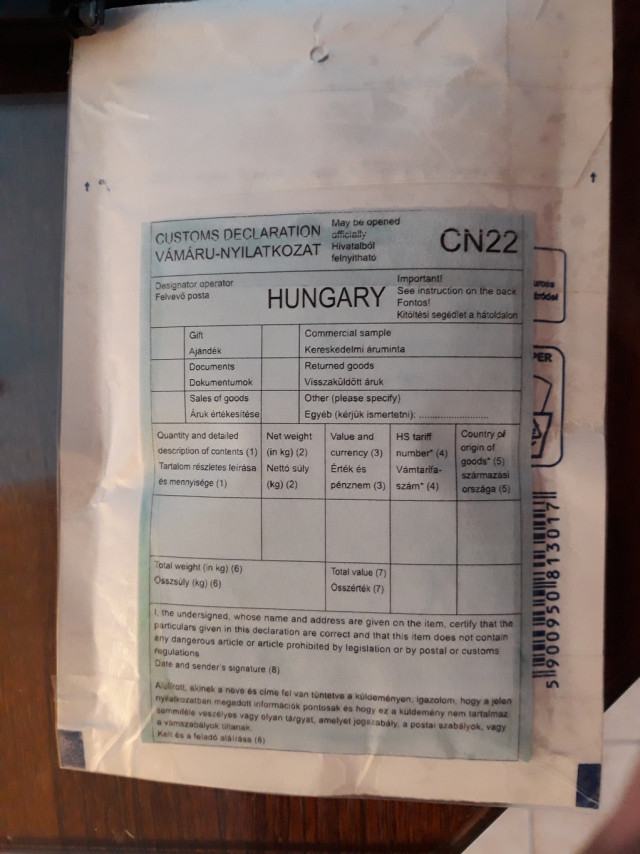 CUSTOMS DECLARATION
VÁMÁRU-NYILATKOZAT
May be opened
officially
Hivatalból
felnyitható
CN22
Designator operator
Felvevő posta
HUNGARY
Important!
See instruction on the back
Fontos!
Kitöltési segédlet a hátoldalon
Gift
Ajándék
Commercial sample
Kereskedelmi áruminta
Documents
Dokumentumok
Returned goods
Visszaküldött áruk
Sales of goods
Áruk értékesítése
Other (please specify)
Egyéb (kérjük ismertetni): ........................
Quantity and detailed
description of contents (1)
Tartalom részletes leírása
és mennyisége (1)
Net weight
(in kg) (2)
Nettó súly
(kg) (2)
Value and
currency (3)
Érték és
pénznem (3)
HS tariff
number* (4)
Vámtarifa-
szám* (4)
Country of
origin of
goods* (5)
származási
országa (5)
Total weight (in kg) (6)
Összsúly (kg) (6)
Total value (7)
Összérték (7)
I, the undersigned, whose name and address are given on the item, certify that the
particulars given in this declaration are correct and that this item does not contain
any dangerous article or article prohibited by legislation or by postal or customs
regulations
Date and sender's signature (8)
Alulírott, akinek a neve és címe fel van tüntetve a küldeményen, igazolom, hogy a jelen
nyilatkozatban megadott információk pontosak és hogy ez a küldemény nem tartalmaz
semmiféle veszélyes vagy olyan tárgyat, amelyet jogszabály, a postai szabályok, vagy
a vámszabályok tiltanak.
Kelt és a feladó aláírása (8)
PER
5900950813017